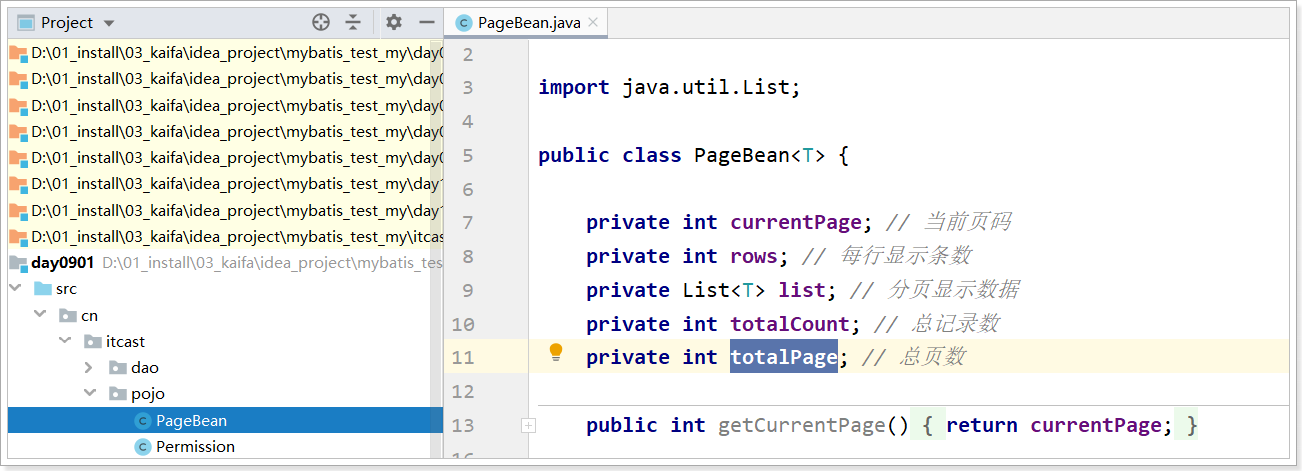 Project
D:\01_install\03_kaifa\idea_project\mybatis_test_my\day0
D:\01_install\03_kaifa\idea_project\mybatis_test_my\day0
D:\01_install\03_kaifa\idea_project\mybatis_test_my\day0
D:\01_install\03_kaifa\idea_project\mybatis_test_my\day0
D:\01_install\03_kaifa\idea_project\mybatis_test_my\day0
D:\01_install\03_kaifa\idea_project\mybatis_test_my\day1
D:\01_install\03_kaifa\idea_project\mybatis_test_my\day1
D:\01_install\03_kaifa\idea_project\mybatis_test_my\itcas
day0901 D:\01_install\03_kaifa\idea_project\mybatis_tes
src
cn
itcast
dao
pojo
C PageBean
C Permission
C PageBean.java
2
3 import java.util.List;
4
5 public class PageBean<T> {
6
7 private int currentPage; // 当前页码
8 private int rows; // 每行显示条数
9 private List<T> list; // 分页显示数据
10 private int totalCount; // 总记录数
11 private int totalPage; // 总页数
12
13 public int getCurrentPage() { return currentPage; }
16